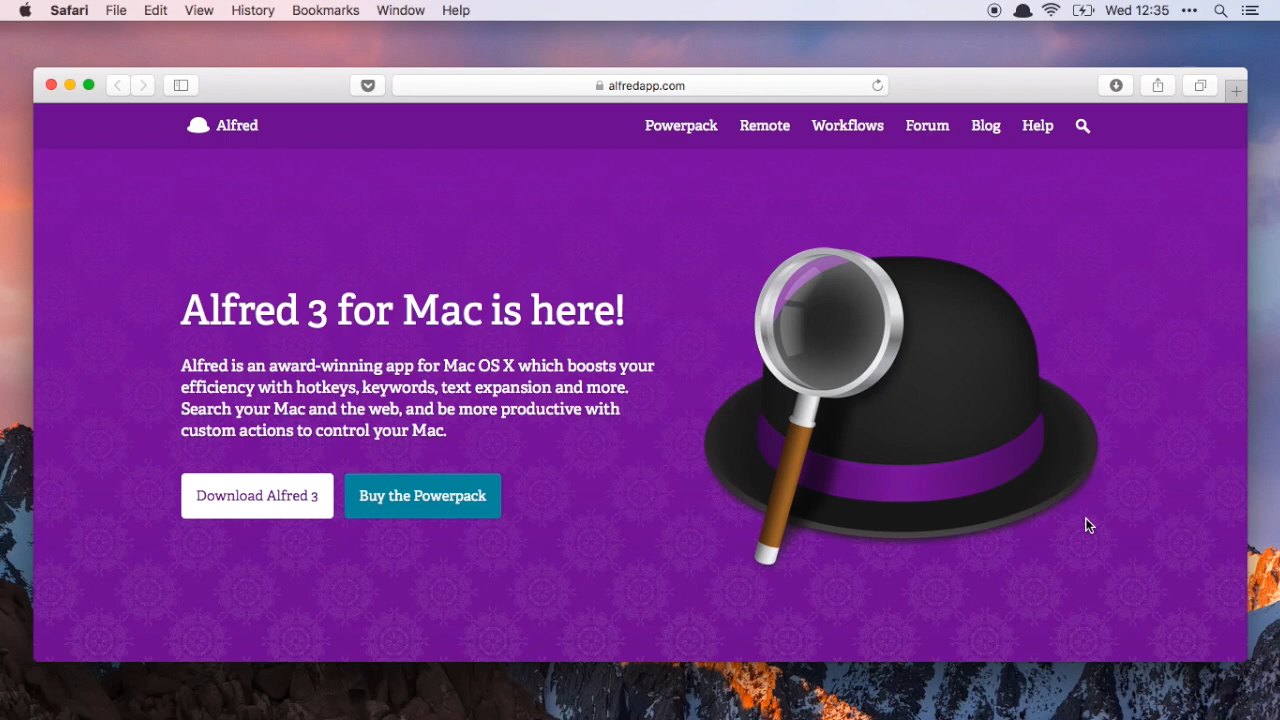 Safari File Edit View History Bookmarks Window Help Wed 12:35
alfredapp.com
Alfred Powerpack Remote Workflows Forum Blog Help
Alfred 3 for Mac is here!
Alfred is an award-winning app for Mac OS X which boosts your
efficiency with hotkeys, keywords, text expansion and more.
Search your Mac and the web, and be more productive with
custom actions to control your Mac.
Download Alfred 3 Buy the Powerpack